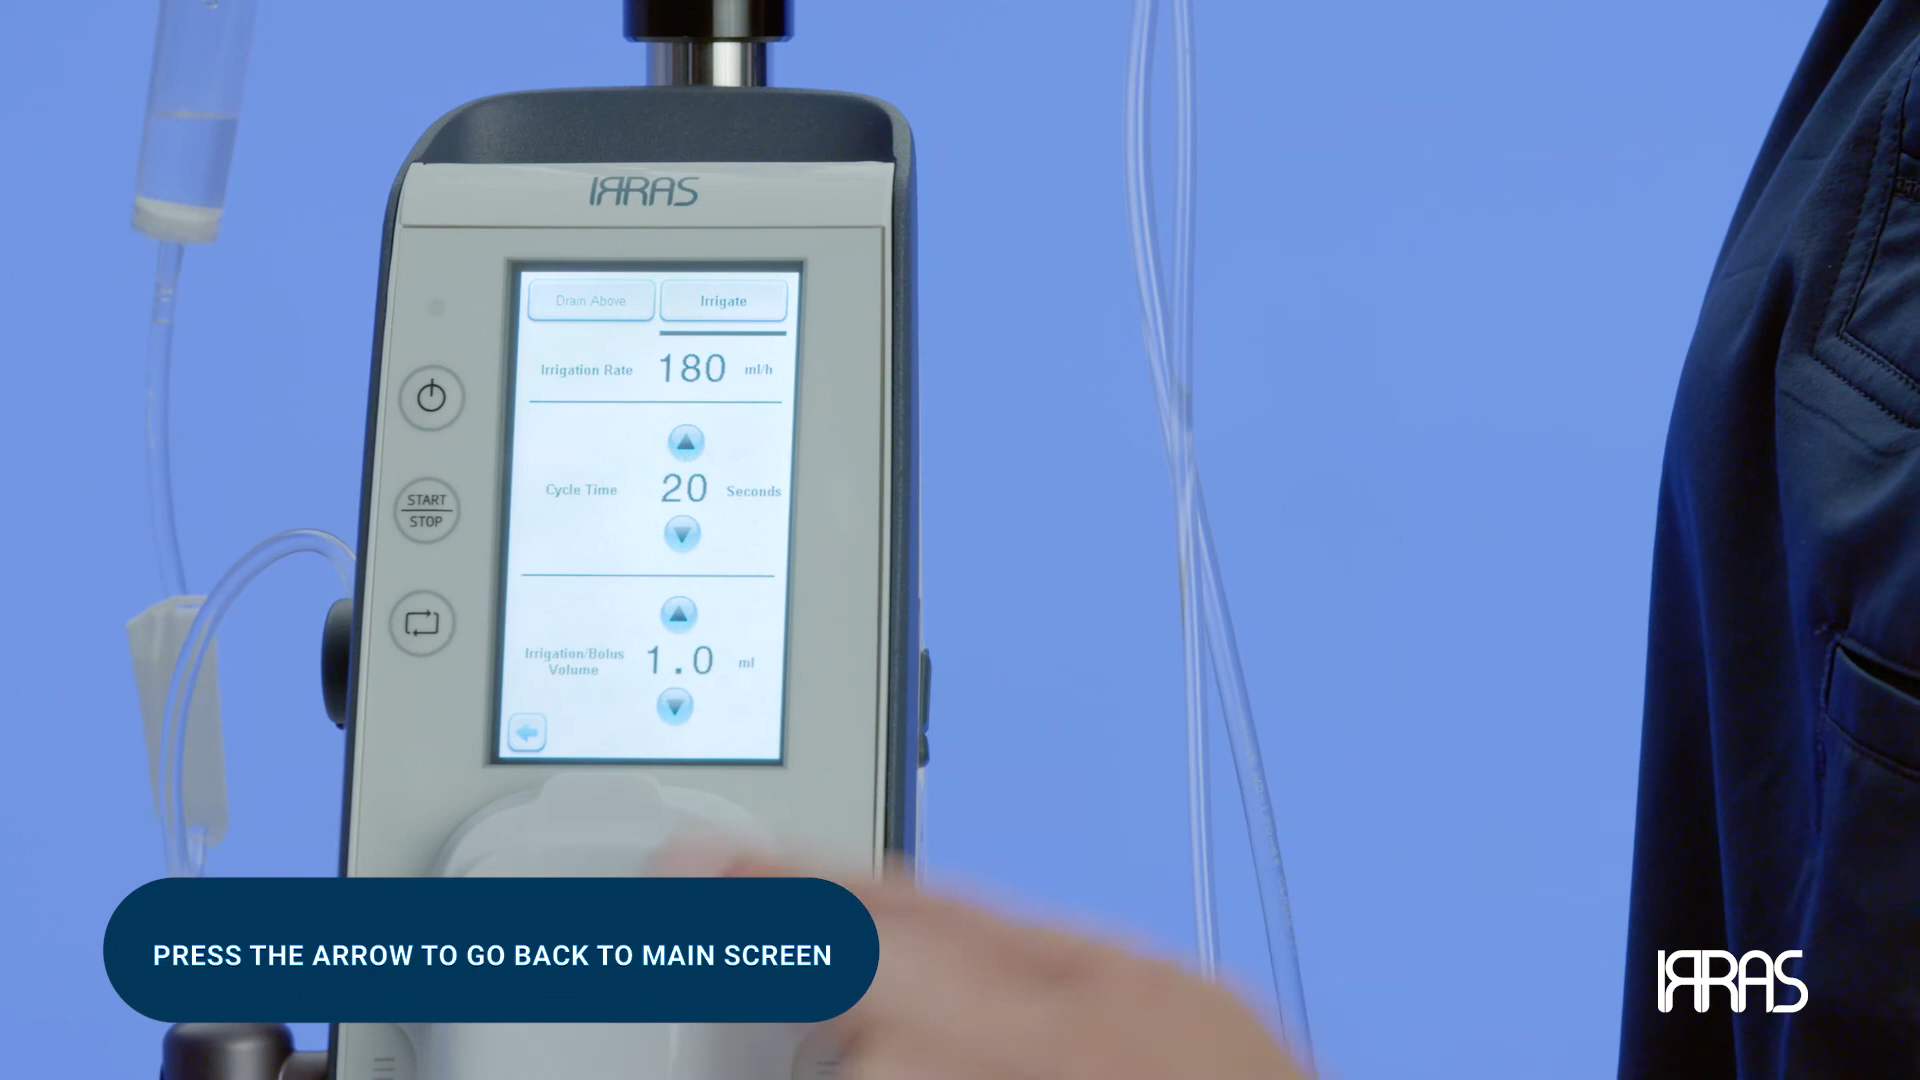 IRRAS
Drain Above
Irrigate
Irrigation Rate 180 ml/h
Cycle Time 20 Seconds
Irrigation/Bolus
Volume
1.0 ml
START
STOP
PRESS THE ARROW TO GO BACK TO MAIN SCREEN
IRRAS